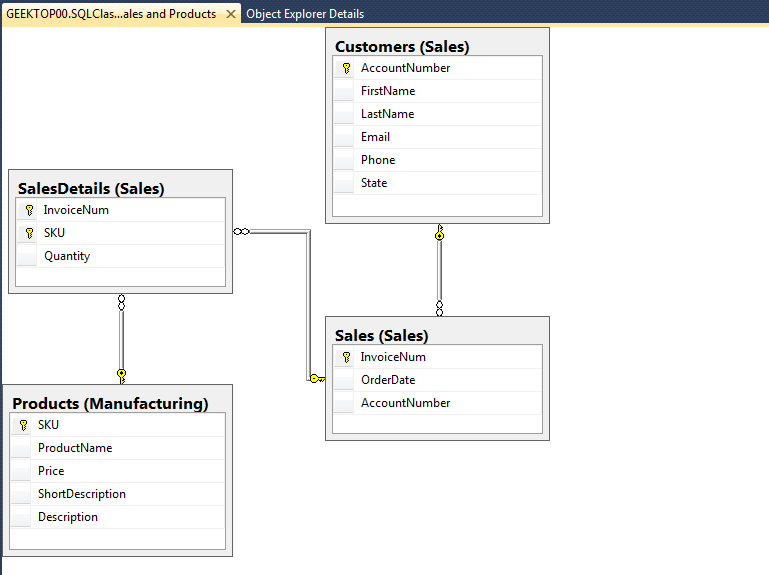 GEEKTOP00.SQLClas...ales and Products
Object Explorer Details
Customers (Sales)
AccountNumber
FirstName
LastName
Email
Phone
State
SalesDetails (Sales)
InvoiceNum
SKU
Quantity
Sales (Sales)
InvoiceNum
OrderDate
AccountNumber
Products (Manufacturing)
SKU
ProductName
Price
ShortDescription
Description